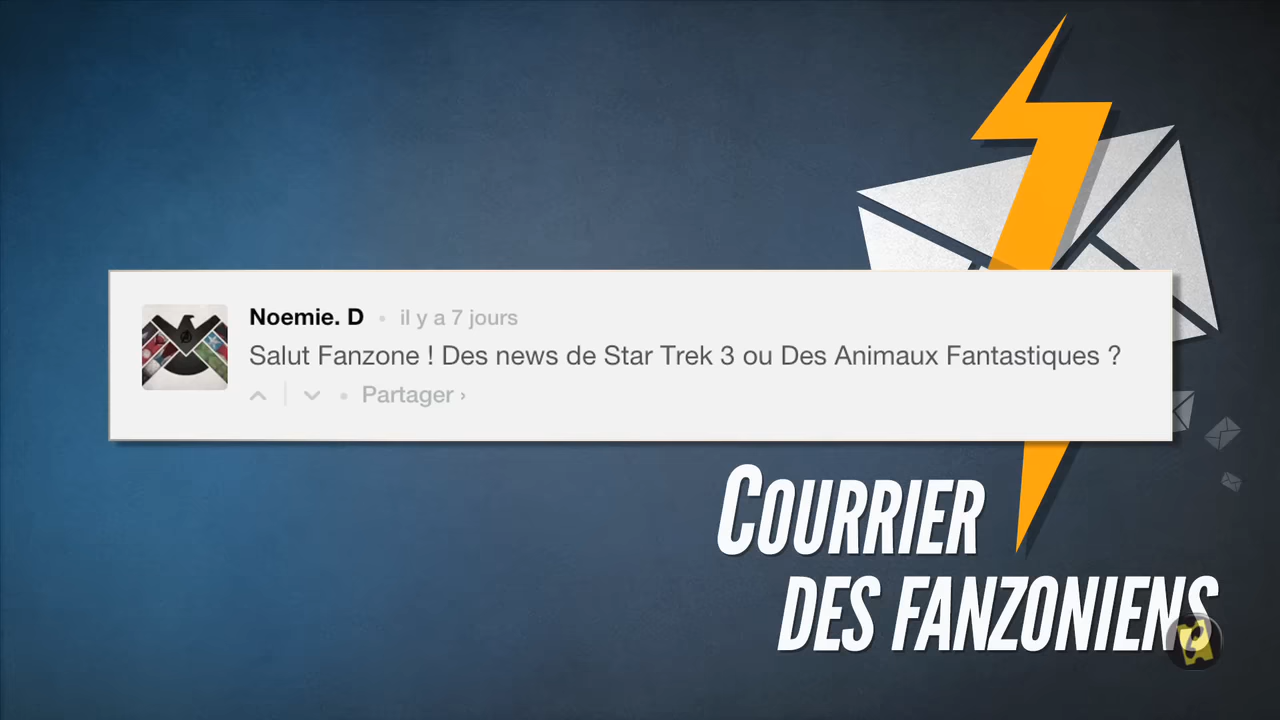 Noemie. D • il y a 7 jours
Salut Fanzone ! Des news de Star Trek 3 ou Des Animaux Fantastiques ?
• Partager ›
COURRIER
DES FANZONIENS